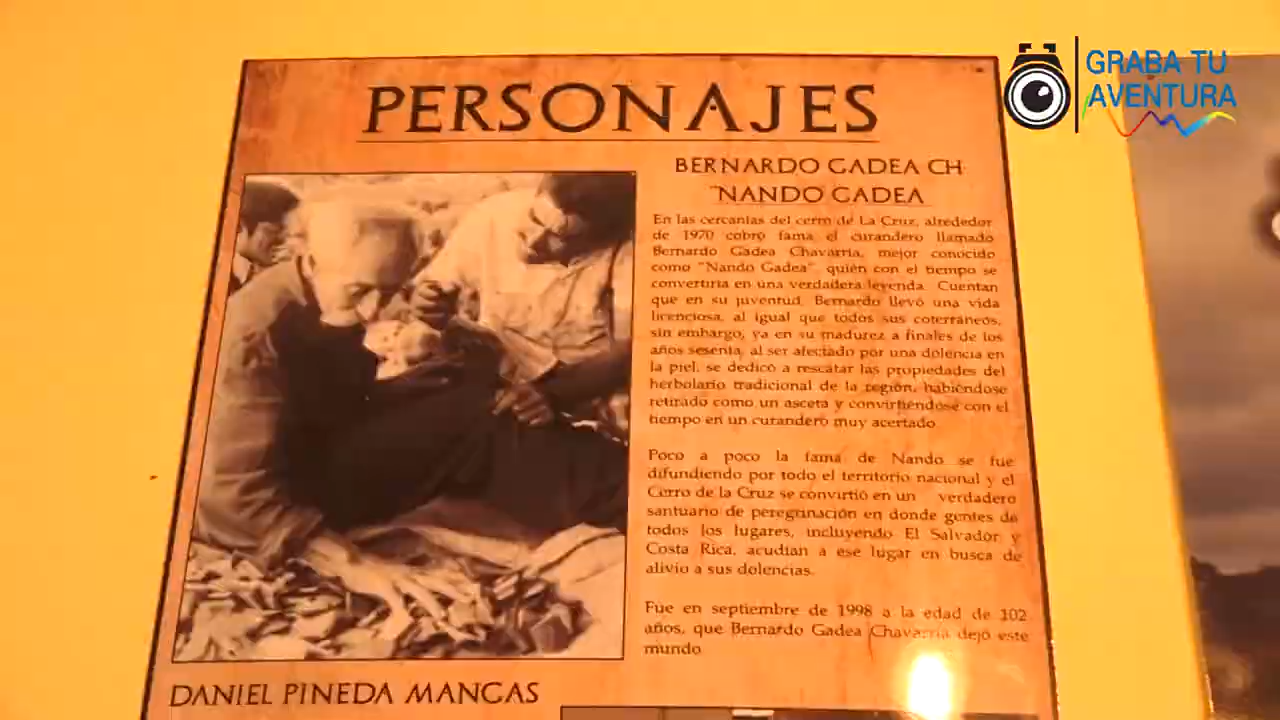 GRABA TU
AVENTURA
PERSONAJES
BERNARDO GADEA CH
"NANDO GADEA
En las cercanías del cerro de La Cruz, alrededor
de 1970 cobró fama el curandero llamado
Bernardo Gadea Chavarría, mejor conocido
como "Nando Gadea", quién con el tiempo se
convertiría en una verdadera leyenda. Cuentan
que en su juventud, Bernardo llevó una vida
licenciosa, al igual que todos sus coterráneos,
sin embargo, ya en su madurez a finales de los
años sesenta, al ser afectado por una dolencia en
la piel, se dedicó a rescatar las propiedades del
herbolario tradicional de la región, habiéndose
retirado como un asceta y convirtiéndose con el
tiempo en un curandero muy acertado.
Poco a poco la fama de Nando se fue
difundiendo por todo el territorio nacional y el
Cerro de la Cruz se convirtió en un verdadero
santuario de peregrinación en donde gentes de
todos los lugares, incluyendo El Salvador y
Costa Rica, acudían a ese lugar en busca de
alivio a sus dolencias.
Fue en septiembre de 1998 a la edad de 102
años, que Bernardo Gadea Chavarría dejó este
mundo
DANIEL PINEDA MANGAS